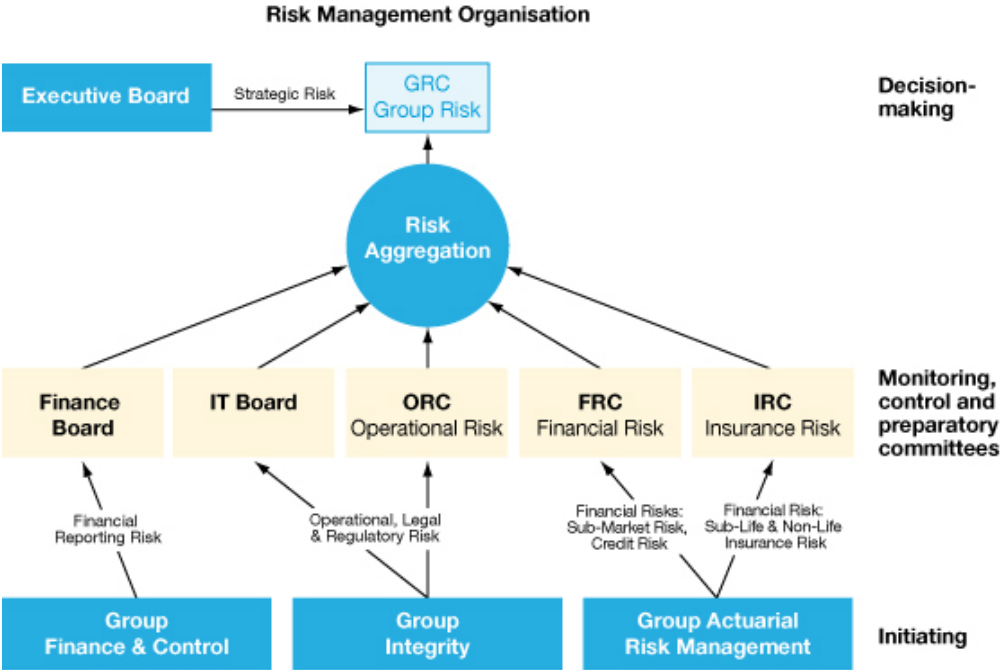 Risk Management Organisation
Executive Board
Strategic Risk
GRC
Group Risk
Decision-
making
Risk
Aggregation
Finance
Board
IT Board
ORC
Operational Risk
FRC
Financial Risk
IRC
Insurance Risk
Monitoring,
control and
preparatory
committees
Financial
Reporting Risk
Operational, Legal
& Regulatory Risk
Financial Risks:
Sub-Market Risk,
Credit Risk
Financial Risk:
Sub-Life & Non-Life
Insurance Risk
Group
Finance & Control
Group
Integrity
Group Actuarial
Risk Management
Initiating